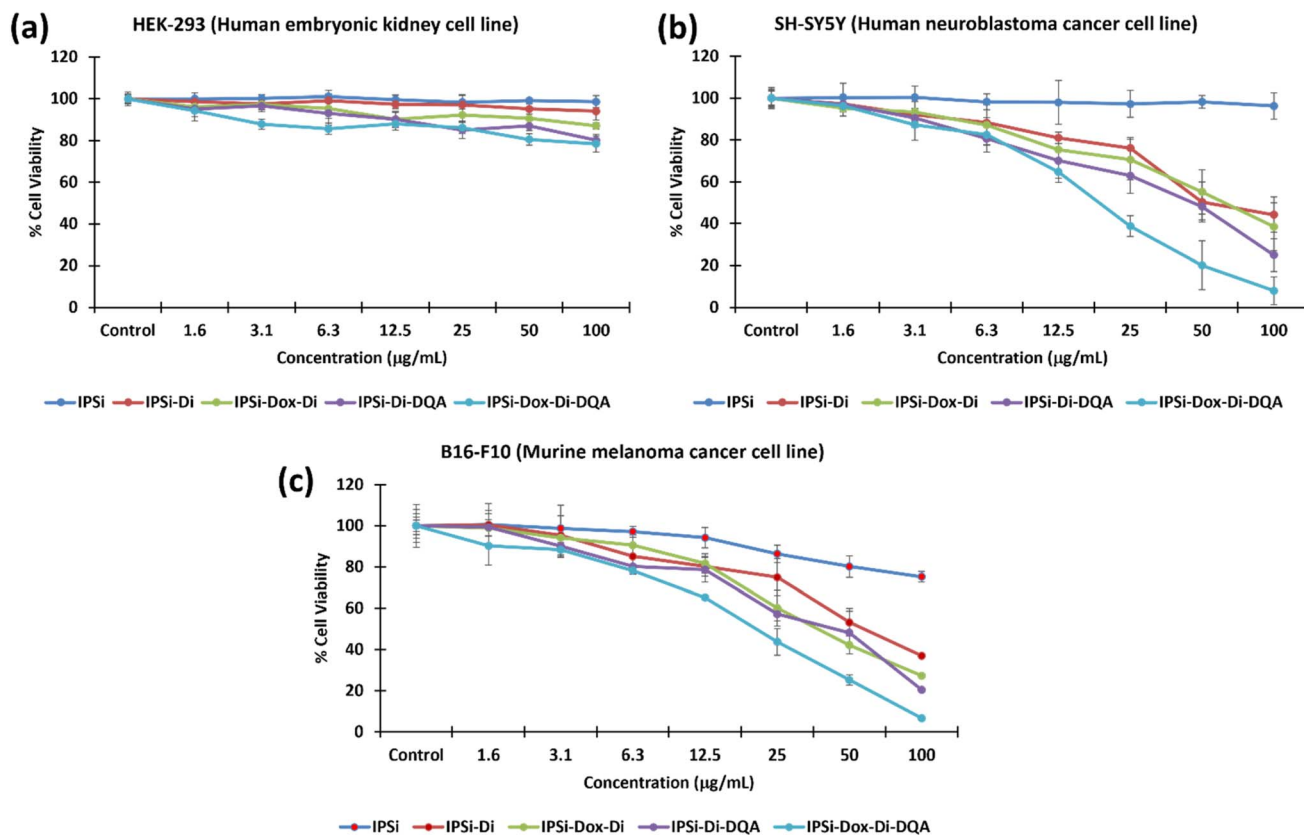 (a)
HEK-293 (Human embryonic kidney cell line)
120
100
80
60
40
20
0
% Cell Viability
Control 1.6 3.1 6.3 12.5 25 50 100
Concentration (µg/mL)
IPSi IPSi-Di IPSi-Dox-Di IPSi-Di-DQA IPSi-Dox-Di-DQA
(b)
SH-SY5Y (Human neuroblastoma cancer cell line)
120
100
80
60
40
20
0
% Cell Viability
Control 1.6 3.1 6.3 12.5 25 50 100
Concentration (µg/mL)
IPSi IPSi-Di IPSi-Dox-Di IPSi-Di-DQA IPSi-Dox-Di-DQA
(c)
B16-F10 (Murine melanoma cancer cell line)
120
100
80
60
40
20
0
% Cell Viability
Control 1.6 3.1 6.3 12.5 25 50 100
Concentration (µg/mL)
IPSi IPSi-Di IPSi-Dox-Di IPSi-Di-DQA IPSi-Dox-Di-DQA